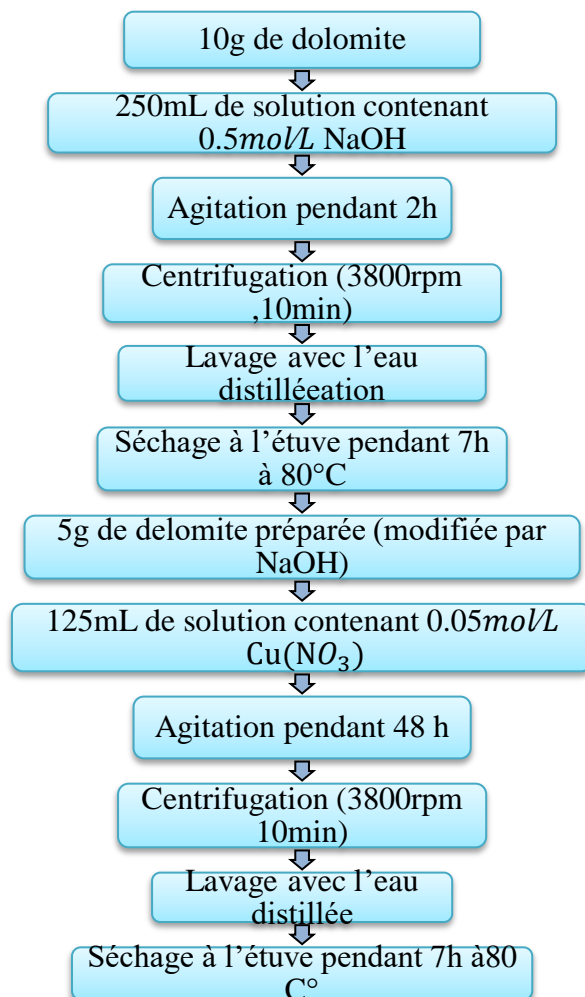 10g de dolomite
250mL de solution contenant
0.5mol/L NaOH
Agitation pendant 2h
Centrifugation (3800rpm
,10min)
Lavage avec l'eau
distilléeation
Séchage à l'étuve pendant 7h
à 80°C
5g de delomite préparée (modifiée par
NaOH)
125mL de solution contenant 0.05mol/L
Cu(NO₃)
Agitation pendant 48 h
Centrifugation (3800rpm
10min)
Lavage avec l'eau
distillée
Séchage à l'étuve pendant 7h à80
C°